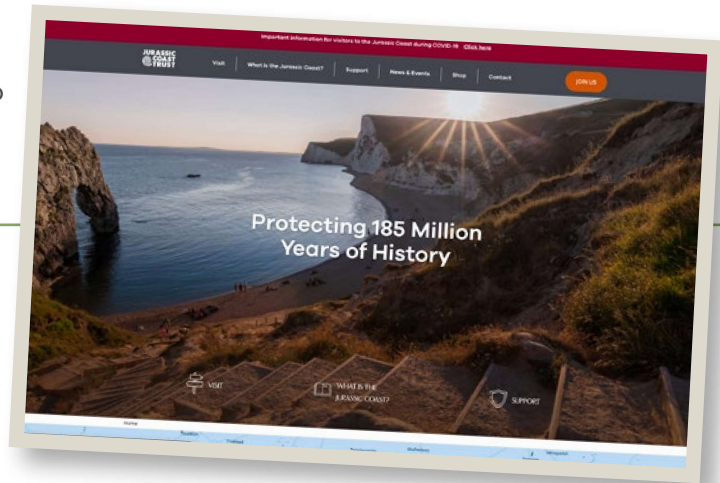 Important information for visitors to the Jurassic Coast during COVID-19 Click here
JURASSIC
COAST
TRUST
Visit
What is the Jurassic Coast?
Support
News & Events
Shop
Contact
JOIN US
Protecting 185 Million
Years of History
VISIT
WHAT IS THE
JURASSIC COAST?
SUPPORT
Home